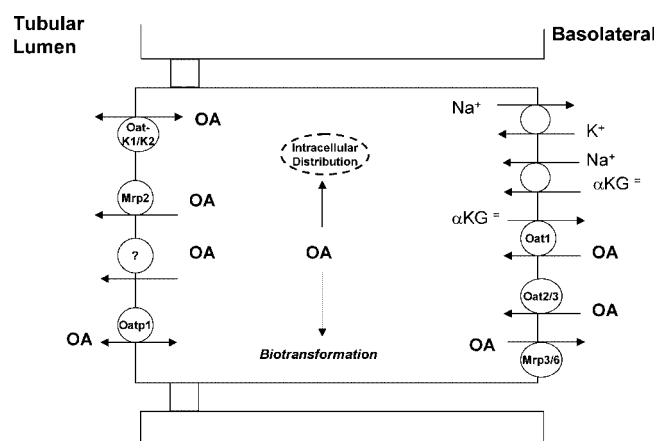 Tubular
Lumen
Basolateral
Oat-
K1/K2
OA
Mrp2
OA
?
OA
Oatp1
OA
Intracellular
Distribution
OA
Biotransformation
Na⁺
K⁺
Na⁺
αKG =
αKG =
Oat1
OA
Oat2/3
OA
OA
Mrp3/6